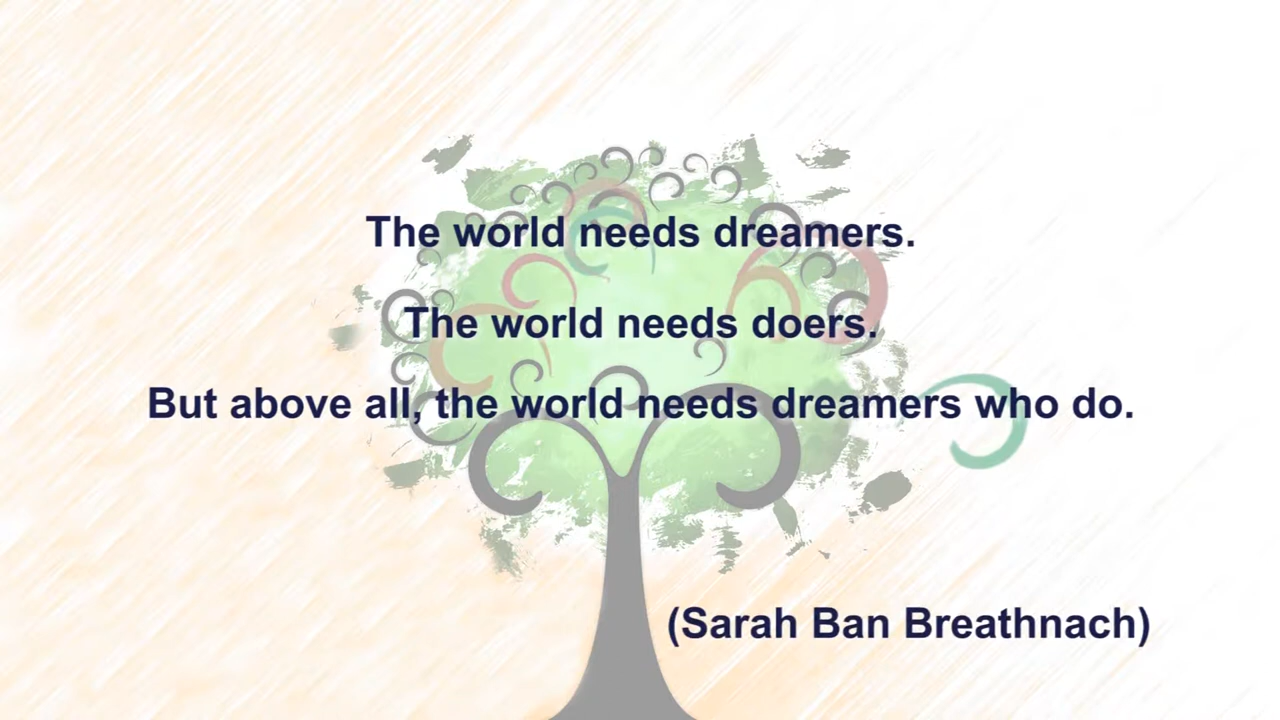 The world needs dreamers.
The world needs doers.
But above all, the world needs dreamers who do.
(Sarah Ban Breathnach)